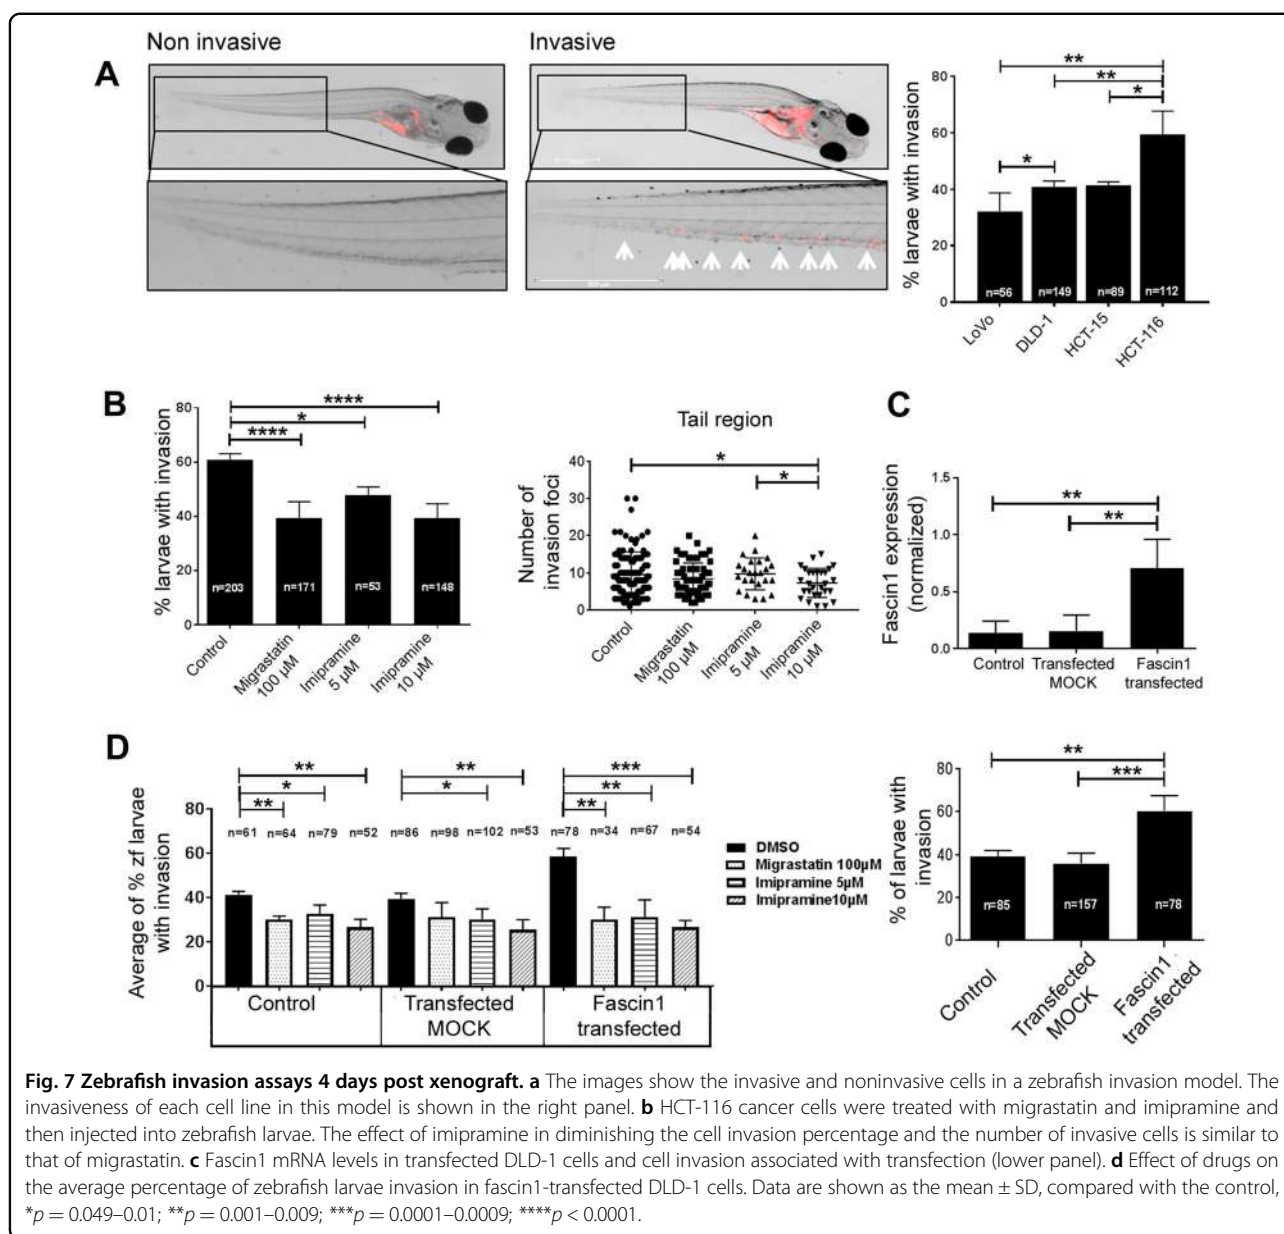 Non invasive
Invasive
A
% larvae with invasion
80
60
40
20
0
n=56
n=149
n=89
n=112
LoVo
DLD-1
HCT-15
HCT-116
**
**
*
*
B
% larvae with invasion
80
60
40
20
0
****
*
****
n=203
n=171
n=53
n=148
Control
Migrastatin
100 µM
Imipramine
5 µM
Imipramine
10 µM
Tail region
Number of
invasion foci
40
30
20
10
0
*
*
Control
Migrastatin
100 µM
Imipramine
5 µM
Imipramine
10 µM
C
Fascin1 expression
(normalized)
1.5
1.0
0.5
0.0
**
**
Control
Transfected
MOCK
Fascin1
transfected
% of larvae with
invasion
80
60
40
20
0
**
***
n=85
n=157
n=78
Control
Transfected
MOCK
Fascin1
transfected
D
Average of % zf larvae
with invasion
80
60
40
20
0
**
*
**
**
*
***
**
**
n=61
n=64
n=79
n=52
n=86
n=98
n=102
n=53
n=78
n=34
n=67
n=54
Control
Transfected
MOCK
Fascin1
transfected
DMSO
Migrastatin 100µM
Imipramine 5µM
Imipramine10µM
Fig. 7 Zebrafish invasion assays 4 days post xenograft. a The images show the invasive and noninvasive cells in a zebrafish invasion model. The
invasiveness of each cell line in this model is shown in the right panel. b HCT-116 cancer cells were treated with migrastatin and imipramine and
then injected into zebrafish larvae. The effect of imipramine in diminishing the cell invasion percentage and the number of invasive cells is similar to
that of migrastatin. c Fascin1 mRNA levels in transfected DLD-1 cells and cell invasion associated with transfection (lower panel). d Effect of drugs on
the average percentage of zebrafish larvae invasion in fascin1-transfected DLD-1 cells. Data are shown as the mean ± SD, compared with the control,
*p = 0.049–0.01; **p = 0.001–0.009; ***p = 0.0001–0.0009; ****p < 0.0001.